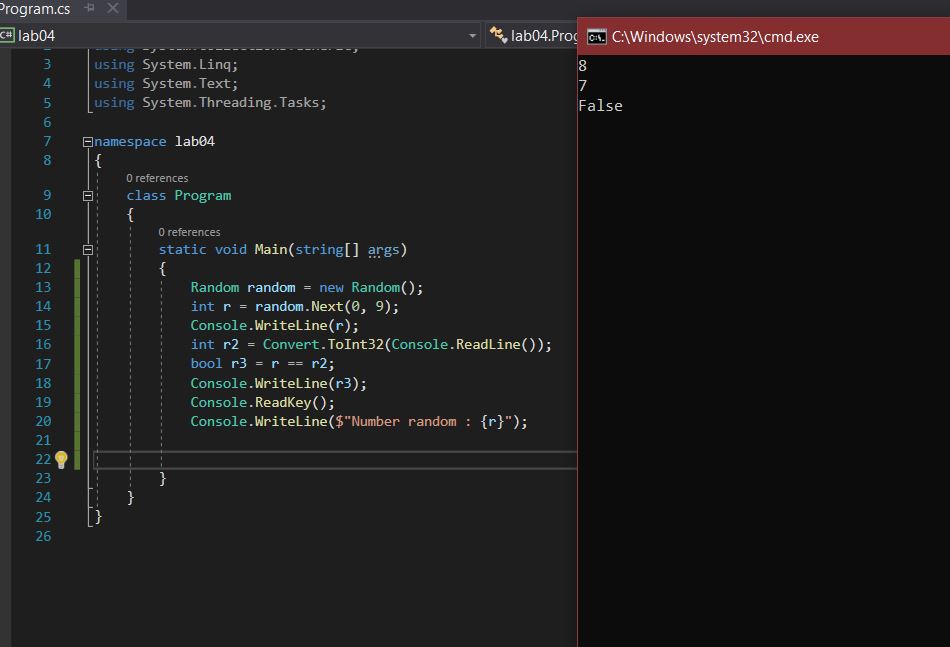 Program.cs
C# lab04
lab04.Prog
3 using System.Linq;
4 using System.Text;
5 using System.Threading.Tasks;
6
7 namespace lab04
8 {
0 references
9 class Program
10 {
0 references
11 static void Main(string[] args)
12 {
13 Random random = new Random();
14 int r = random.Next(0, 9);
15 Console.WriteLine(r);
16 int r2 = Convert.ToInt32(Console.ReadLine());
17 bool r3 = r == r2;
18 Console.WriteLine(r3);
19 Console.ReadKey();
20 Console.WriteLine($"Number random : {r}");
21
22
23 }
24 }
25 }
26
C:\Windows\system32\cmd.exe
8
7
False